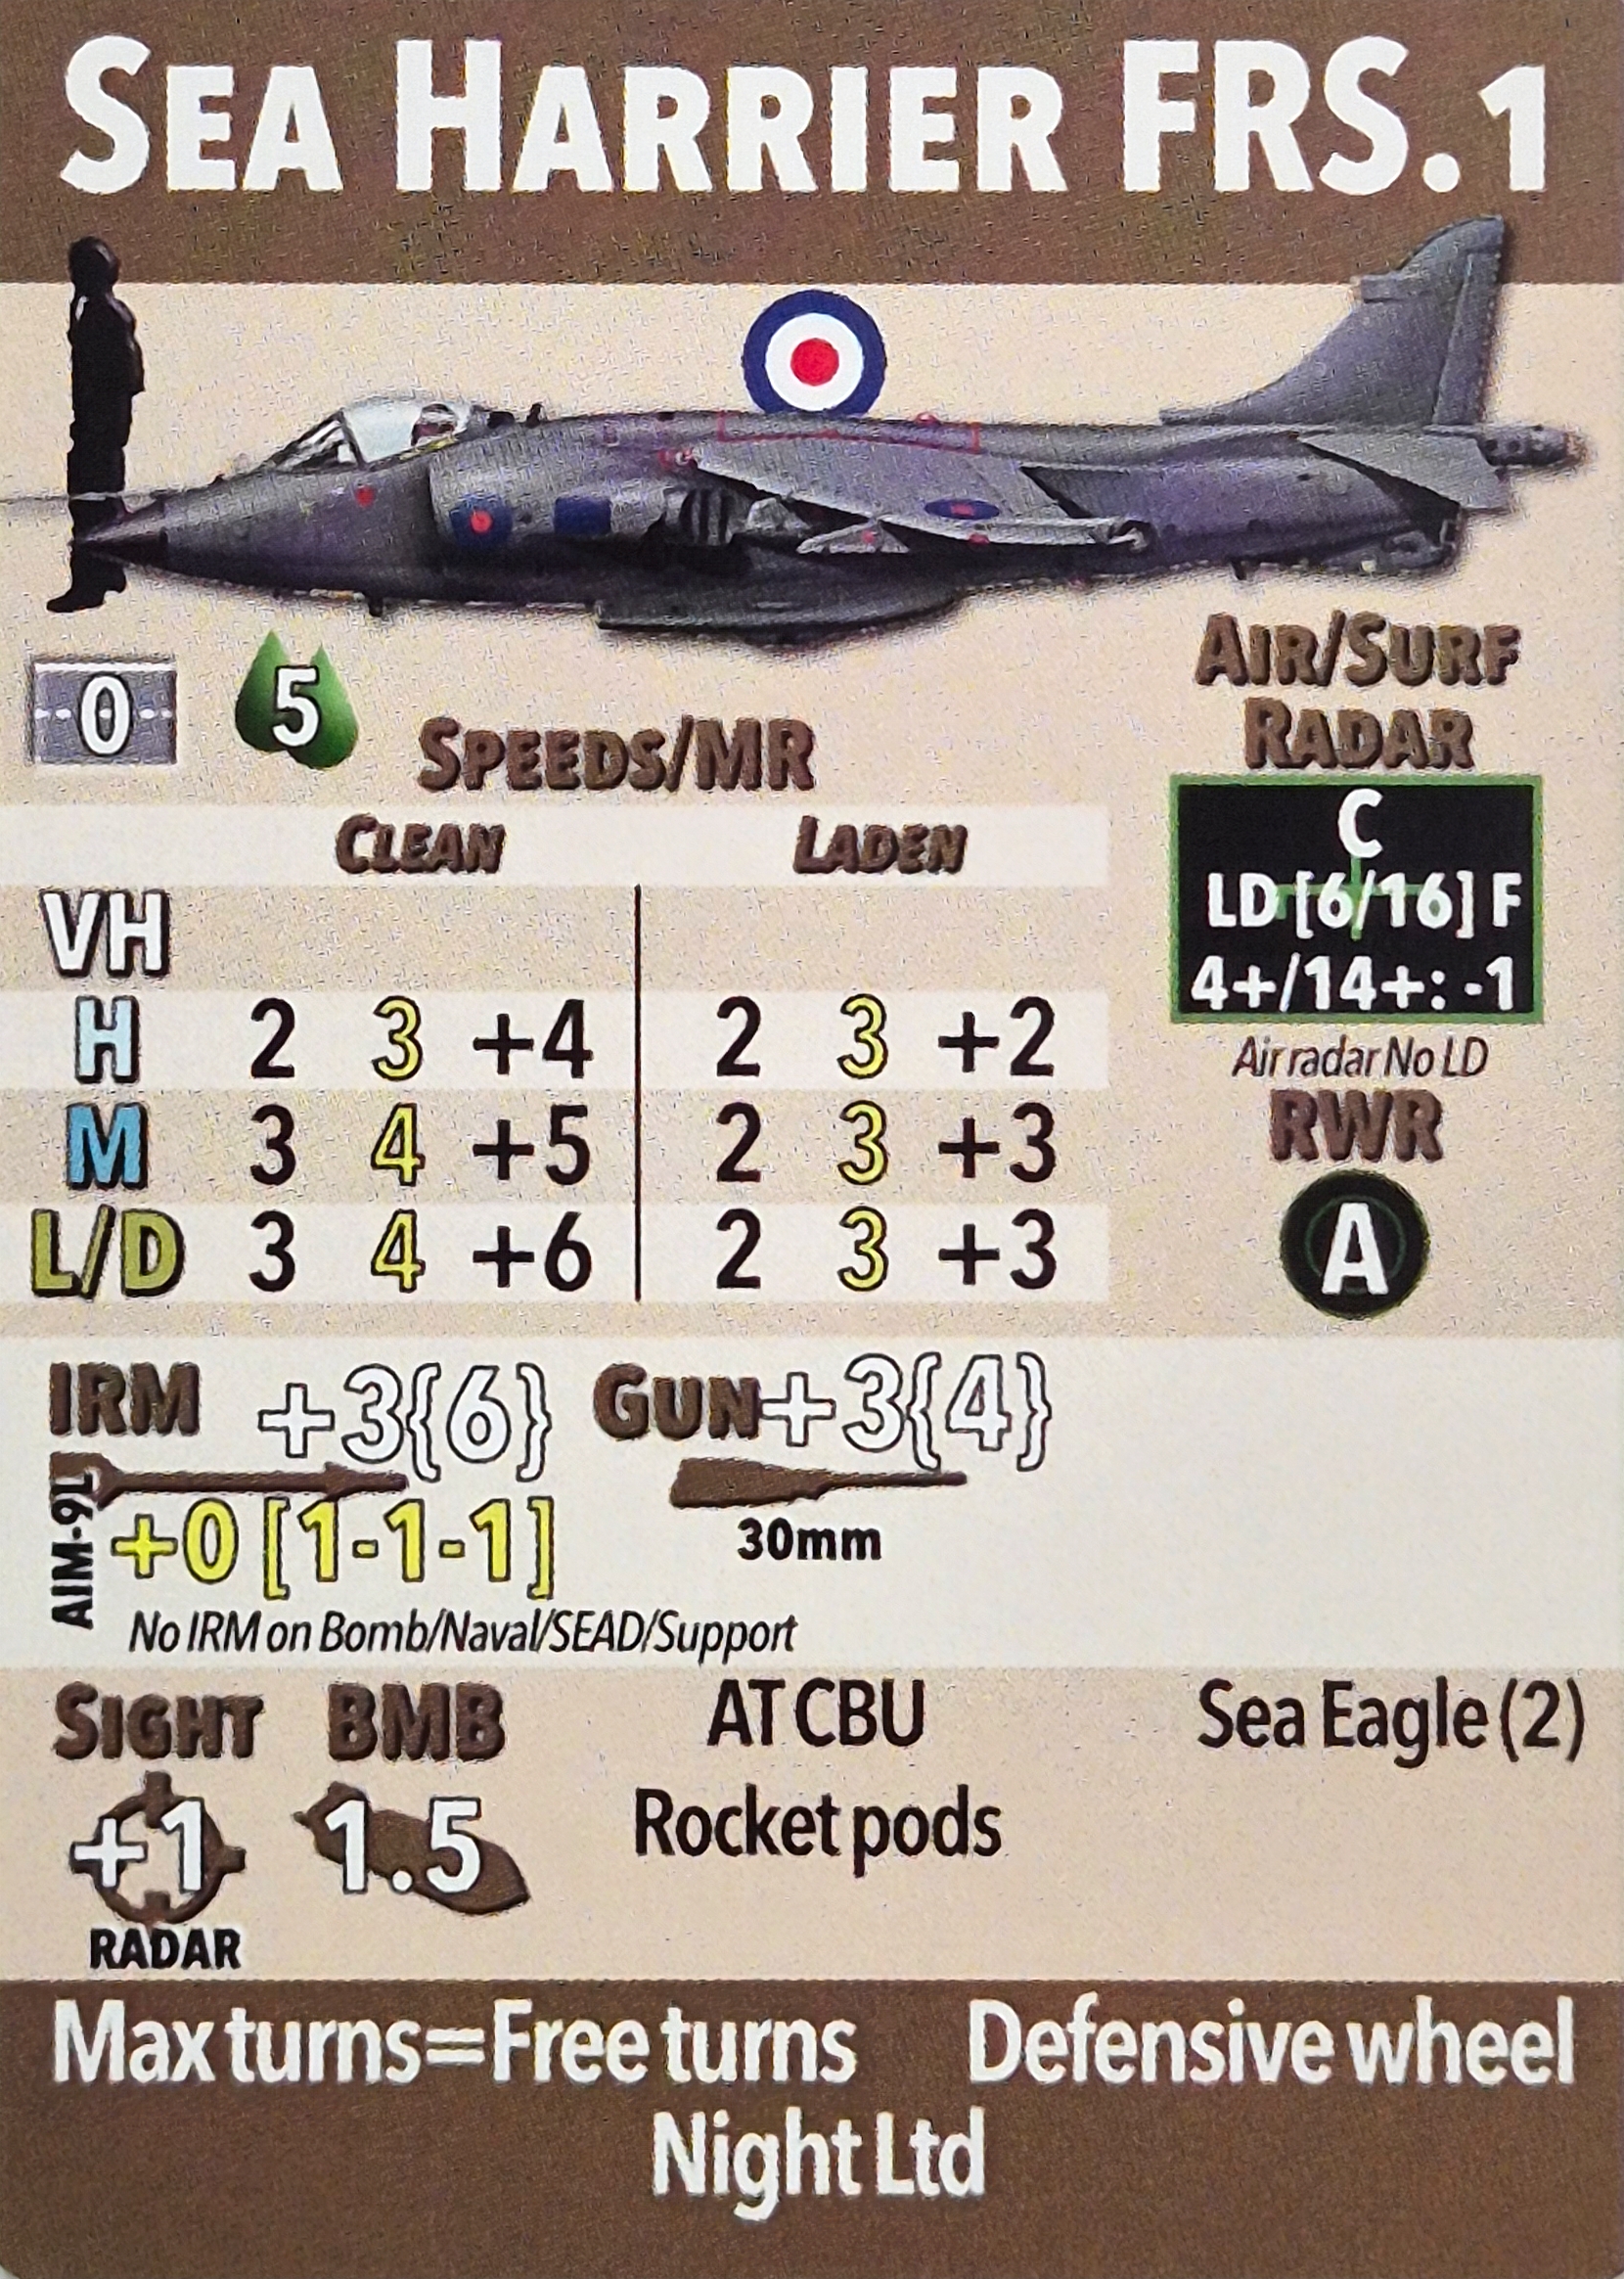 SEA HARRIER FRS.1
0 5
AIR/SURF
RADAR
C
LD [6/16] F
4+/14+: -1
Air radar No LD
RWR
A
SPEEDS/MR
CLEAN LADEN
VH
H 2 3 +4 2 3 +2
M 3 4 +5 2 3 +3
L/D 3 4 +6 2 3 +3
IRM +3{6} GUN +3{4}
AIM-9L
+0 [1-1-1]
30mm
No IRM on Bomb/Naval/SEAD/Support
SIGHT BMB AT CBU Sea Eagle (2)
+1 1.5 Rocket pods
RADAR
Max turns=Free turns Defensive wheel
Night Ltd